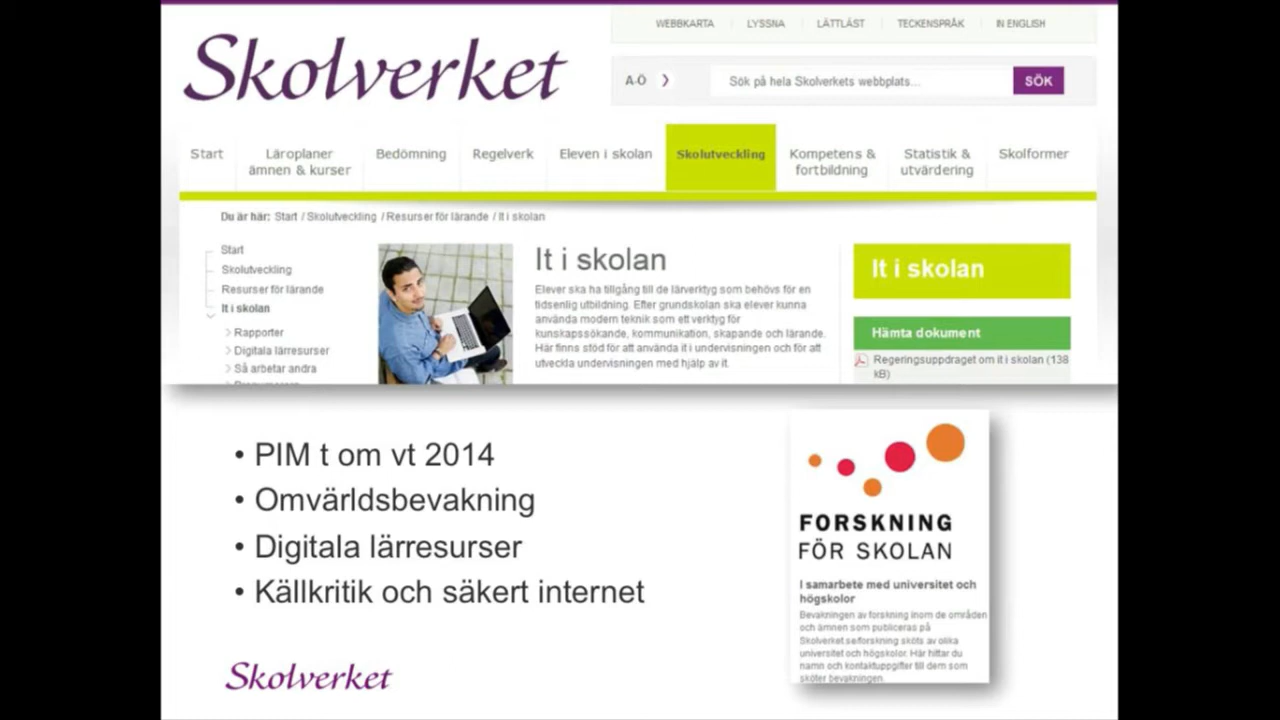 Skolverket
WEBBKARTA LYSSNA LÄTTLÄST TECKENSPRÅK IN ENGLISH
A-Ö
Sök på hela Skolverkets webbplats...
SÖK
Start
Läroplaner
ämnen & kurser
Bedömning
Regelverk
Eleven i skolan
Skolutveckling
Kompetens &
fortbildning
Statistik &
utvärdering
Skolformer
Du är här: Start / Skolutveckling / Resurser för lärande / It i skolan
Start
Skolutveckling
Resurser för lärande
It i skolan
Rapporter
Digitala lärresurser
Så arbetar andra
It i skolan
Elever ska ha tillgång till de lärverktyg som behövs för en
tidsenlig utbildning. Efter grundskolan ska elever kunna
använda modern teknik som ett verktyg för
kunskapssökande, kommunikation, skapande och lärande.
Här finns stöd för att använda it i undervisningen och för att
utveckla undervisningen med hjälp av it.
It i skolan
Hämta dokument
Regeringsuppdraget om it i skolan (138
kB)
• PIM t om vt 2014
• Omvärldsbevakning
• Digitala lärresurser
• Källkritik och säkert internet
FORSKNING
FÖR SKOLAN
I samarbete med universitet och
högskolor
Bevakningen av forskning inom de områden
och ämnen som publiceras på
Skolverket.se/forskning sköts av olika
universitet och högskolor. Här hittar du
namn och kontaktuppgifter till dem som
sköter bevakningen.
Skolverket